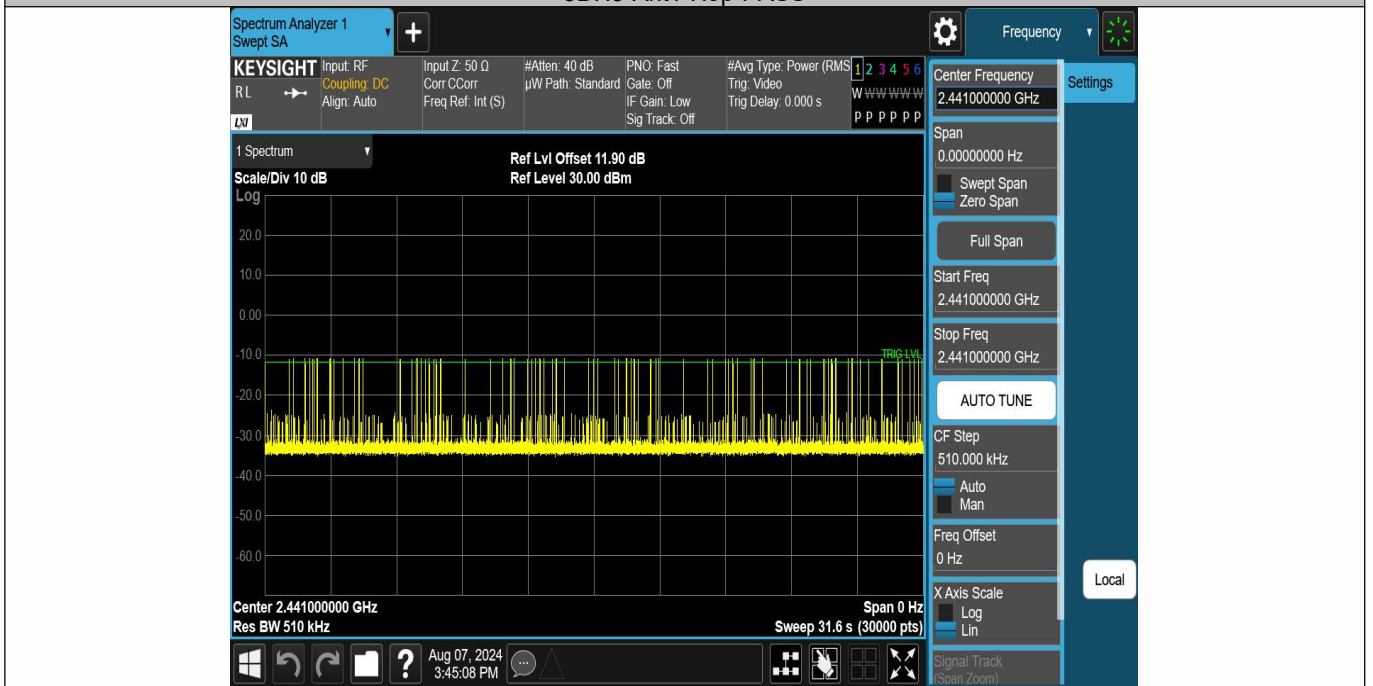 Spectrum Analyzer 1
Swept SA
+
Frequency
KEYSIGHT
RL
LXI
Input: RF
Coupling: DC
Align: Auto
Input Z: 50 Ω
Corr CCorr
Freq Ref: Int (S)
#Atten: 40 dB
µW Path: Standard
PNO: Fast
Gate: Off
IF Gain: Low
Sig Track: Off
#Avg Type: Power (RMS
Trig: Video
Trig Delay: 0.000 s
1 2 3 4 5 6
W W W W W W
P P P P P P
1 Spectrum
Scale/Div 10 dB
Ref Lvl Offset 11.90 dB
Ref Level 30.00 dBm
Log
20.0
10.0
0.00
-10.0
-20.0
-30.0
-40.0
-50.0
-60.0
TRIG LVL
Center 2.441000000 GHz
Res BW 510 kHz
Span 0 Hz
Sweep 31.6 s (30000 pts)
Center Frequency
2.441000000 GHz
Settings
Span
0.00000000 Hz
Swept Span
Zero Span
Full Span
Start Freq
2.441000000 GHz
Stop Freq
2.441000000 GHz
AUTO TUNE
CF Step
510.000 kHz
Auto
Man
Freq Offset
0 Hz
X Axis Scale
Log
Lin
Local
Signal Track
(Span Zoom)
?
Aug 07, 2024
3:45:08 PM